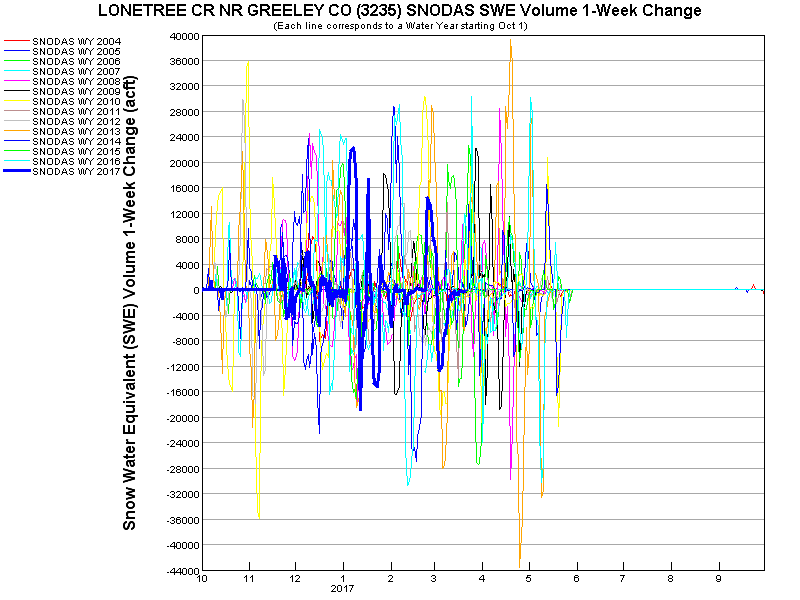 LONETREE CR NR GREELEY CO (3235) SNODAS SWE Volume 1-Week Change
(Each line corresponds to a Water Year starting Oct 1)
SNODAS WY 2004
SNODAS WY 2005
SNODAS WY 2006
SNODAS WY 2007
SNODAS WY 2008
SNODAS WY 2009
SNODAS WY 2010
SNODAS WY 2011
SNODAS WY 2012
SNODAS WY 2013
SNODAS WY 2014
SNODAS WY 2015
SNODAS WY 2016
SNODAS WY 2017
Snow Water Equivalent (SWE) Volume 1-Week Change (acft)
40000
36000
32000
28000
24000
20000
16000
12000
8000
4000
0
-4000
-8000
-12000
-16000
-20000
-24000
-28000
-32000
-36000
-40000
-44000
10 11 12 1 2 3 4 5 6 7 8 9
2017